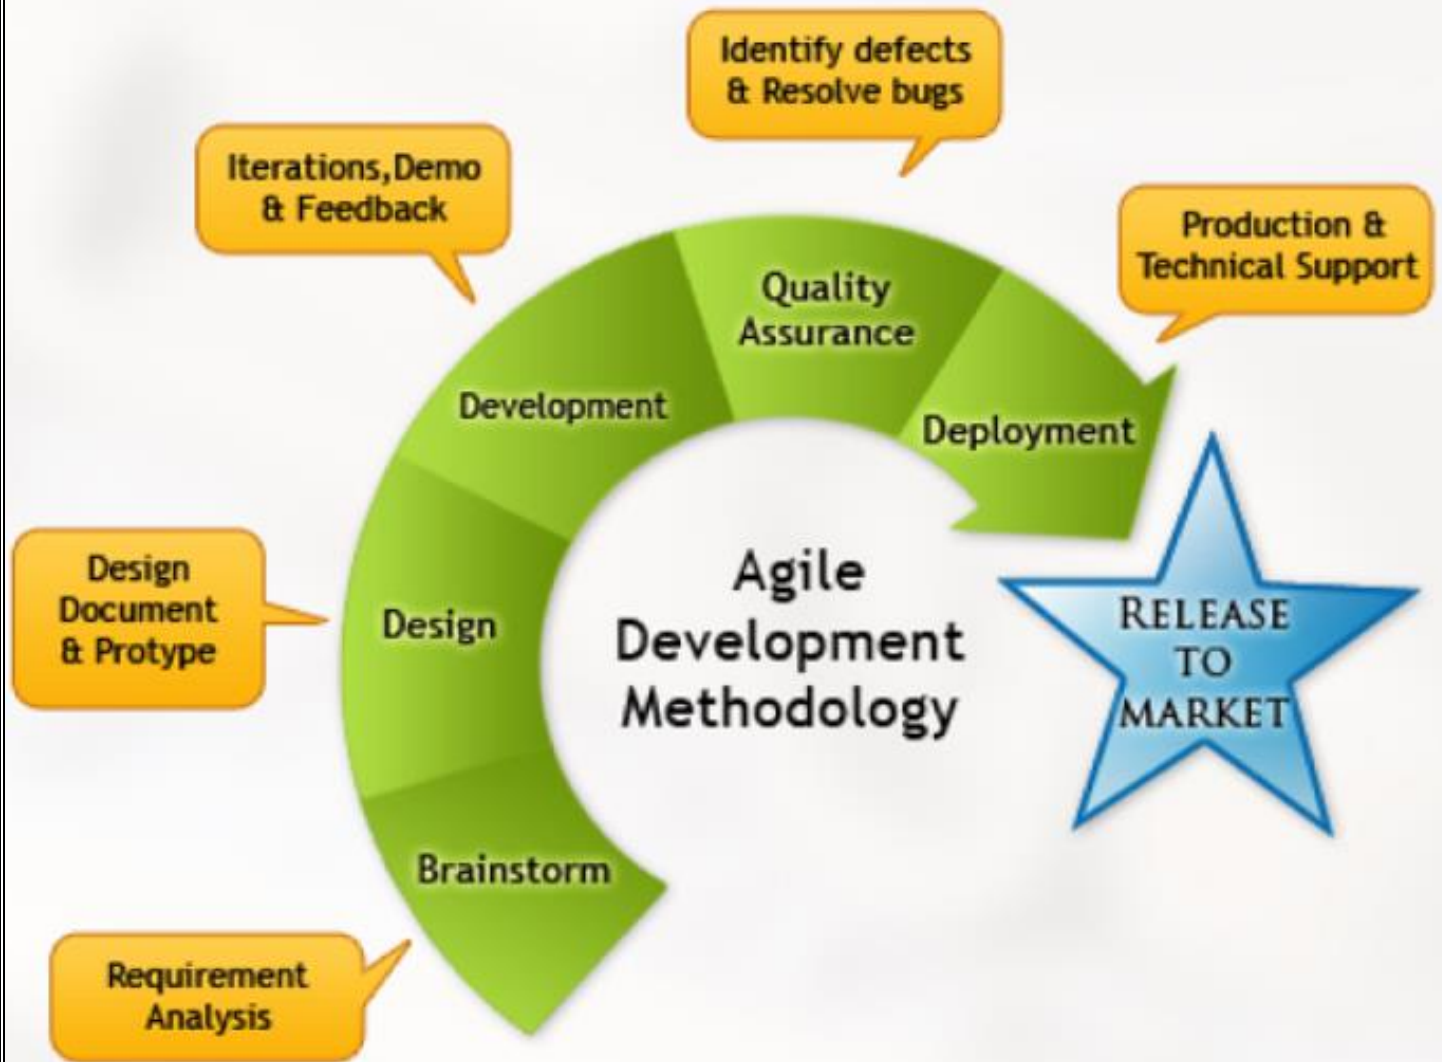 Identify defects
& Resolve bugs
Iterations,Demo
& Feedback
Production &
Technical Support
Quality
Assurance
Development
Deployment
Design
Document
& Protype
Design
Agile
Development
Methodology
RELEASE
TO
MARKET
Brainstorm
Requirement
Analysis